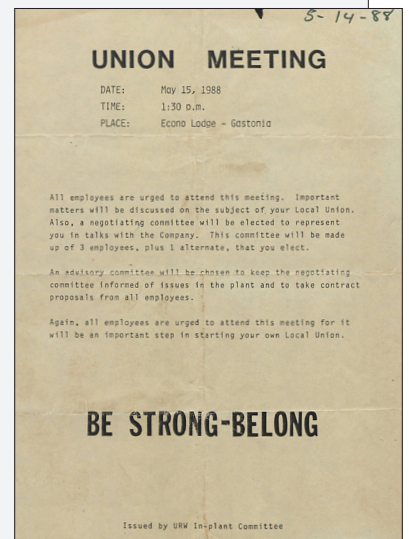 5-14-88
UNION MEETING
DATE: May 15, 1988
TIME: 1:30 p.m.
PLACE: Econo Lodge - Gastonia
All employees are urged to attend this meeting. Important
matters will be discussed on the subject of your Local Union.
Also, a negotiating committee will be elected to represent
you in talks with the Company. This committee will be made
up of 3 employees, plus 1 alternate, that you elect.
An advisory committee will be chosen to keep the negotiating
committee informed of issues in the plant and to take contract
proposals from all employees.
Again, all employees are urged to attend this meeting for it
will be an important step in starting your own Local Union.
BE STRONG-BELONG
Issued by URW In-plant Committee